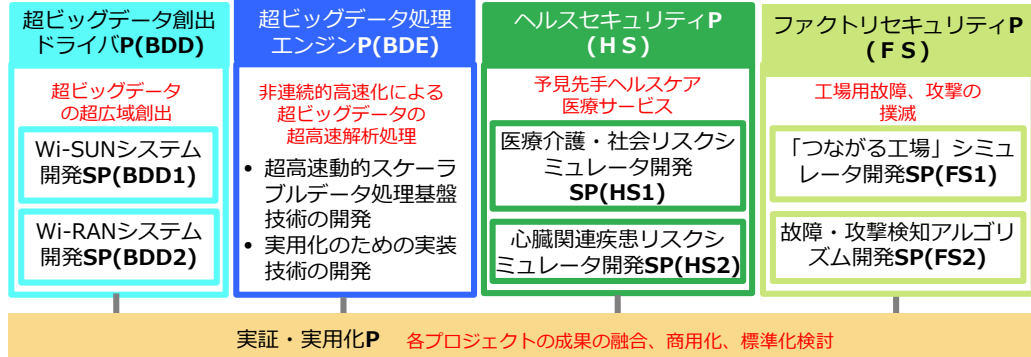 超ビッグデータ創出
ドライバP(BDD)
超ビッグデータ
の超広域創出
Wi-SUNシステム
開発SP(BDD1)
Wi-RANシステム
開発SP(BDD2)
超ビッグデータ処理
エンジンP(BDE)
非連続的高速化による
超ビッグデータの
超高速解析処理
• 超高速動的スケーラ
ブルデータ処理基盤
技術の開発
• 実用化のための実装
技術の開発
ヘルスセキュリティP
(ＨＳ)
予見先手ヘルスケア
医療サービス
医療介護・社会リスクシ
ミュレータ開発
SP(HS1)
心臓関連疾患リスクシ
ミュレータ開発SP(HS2)
ファクトリセキュリティP
(ＦＳ)
工場用故障、攻撃の
撲滅
「つながる工場」シミュ
レータ開発SP(FS1)
故障・攻撃検知アルゴリ
ズム開発SP(FS2)
実証・実用化P 各プロジェクトの成果の融合、商用化、標準化検討